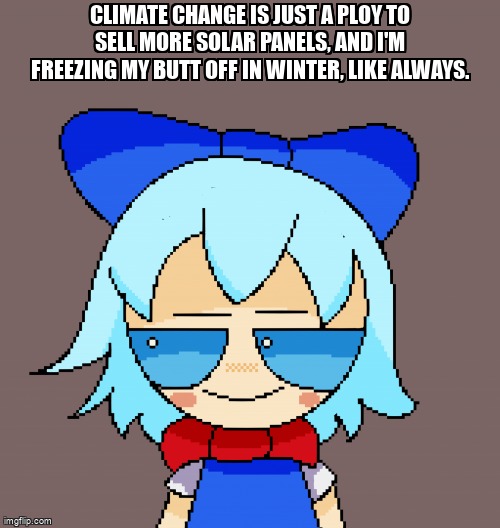 CLIMATE CHANGE IS JUST A PLOY TO
SELL MORE SOLAR PANELS, AND I'M
FREEZING MY BUTT OFF IN WINTER, LIKE ALWAYS.
imgflip.com